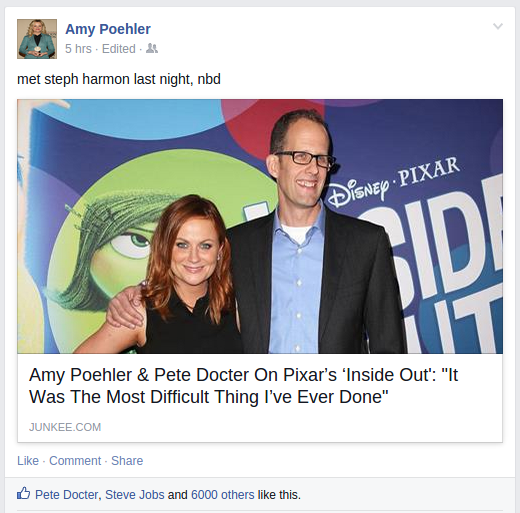 Amy Poehler
5 hrs · Edited ·
met steph harmon last night, nbd
DISNEY · PIXAR
SIDE
UT
Amy Poehler & Pete Docter On Pixar's ‘Inside Out': "It
Was The Most Difficult Thing I've Ever Done"
JUNKEE.COM
Like · Comment · Share
Pete Docter, Steve Jobs and 6000 others like this.